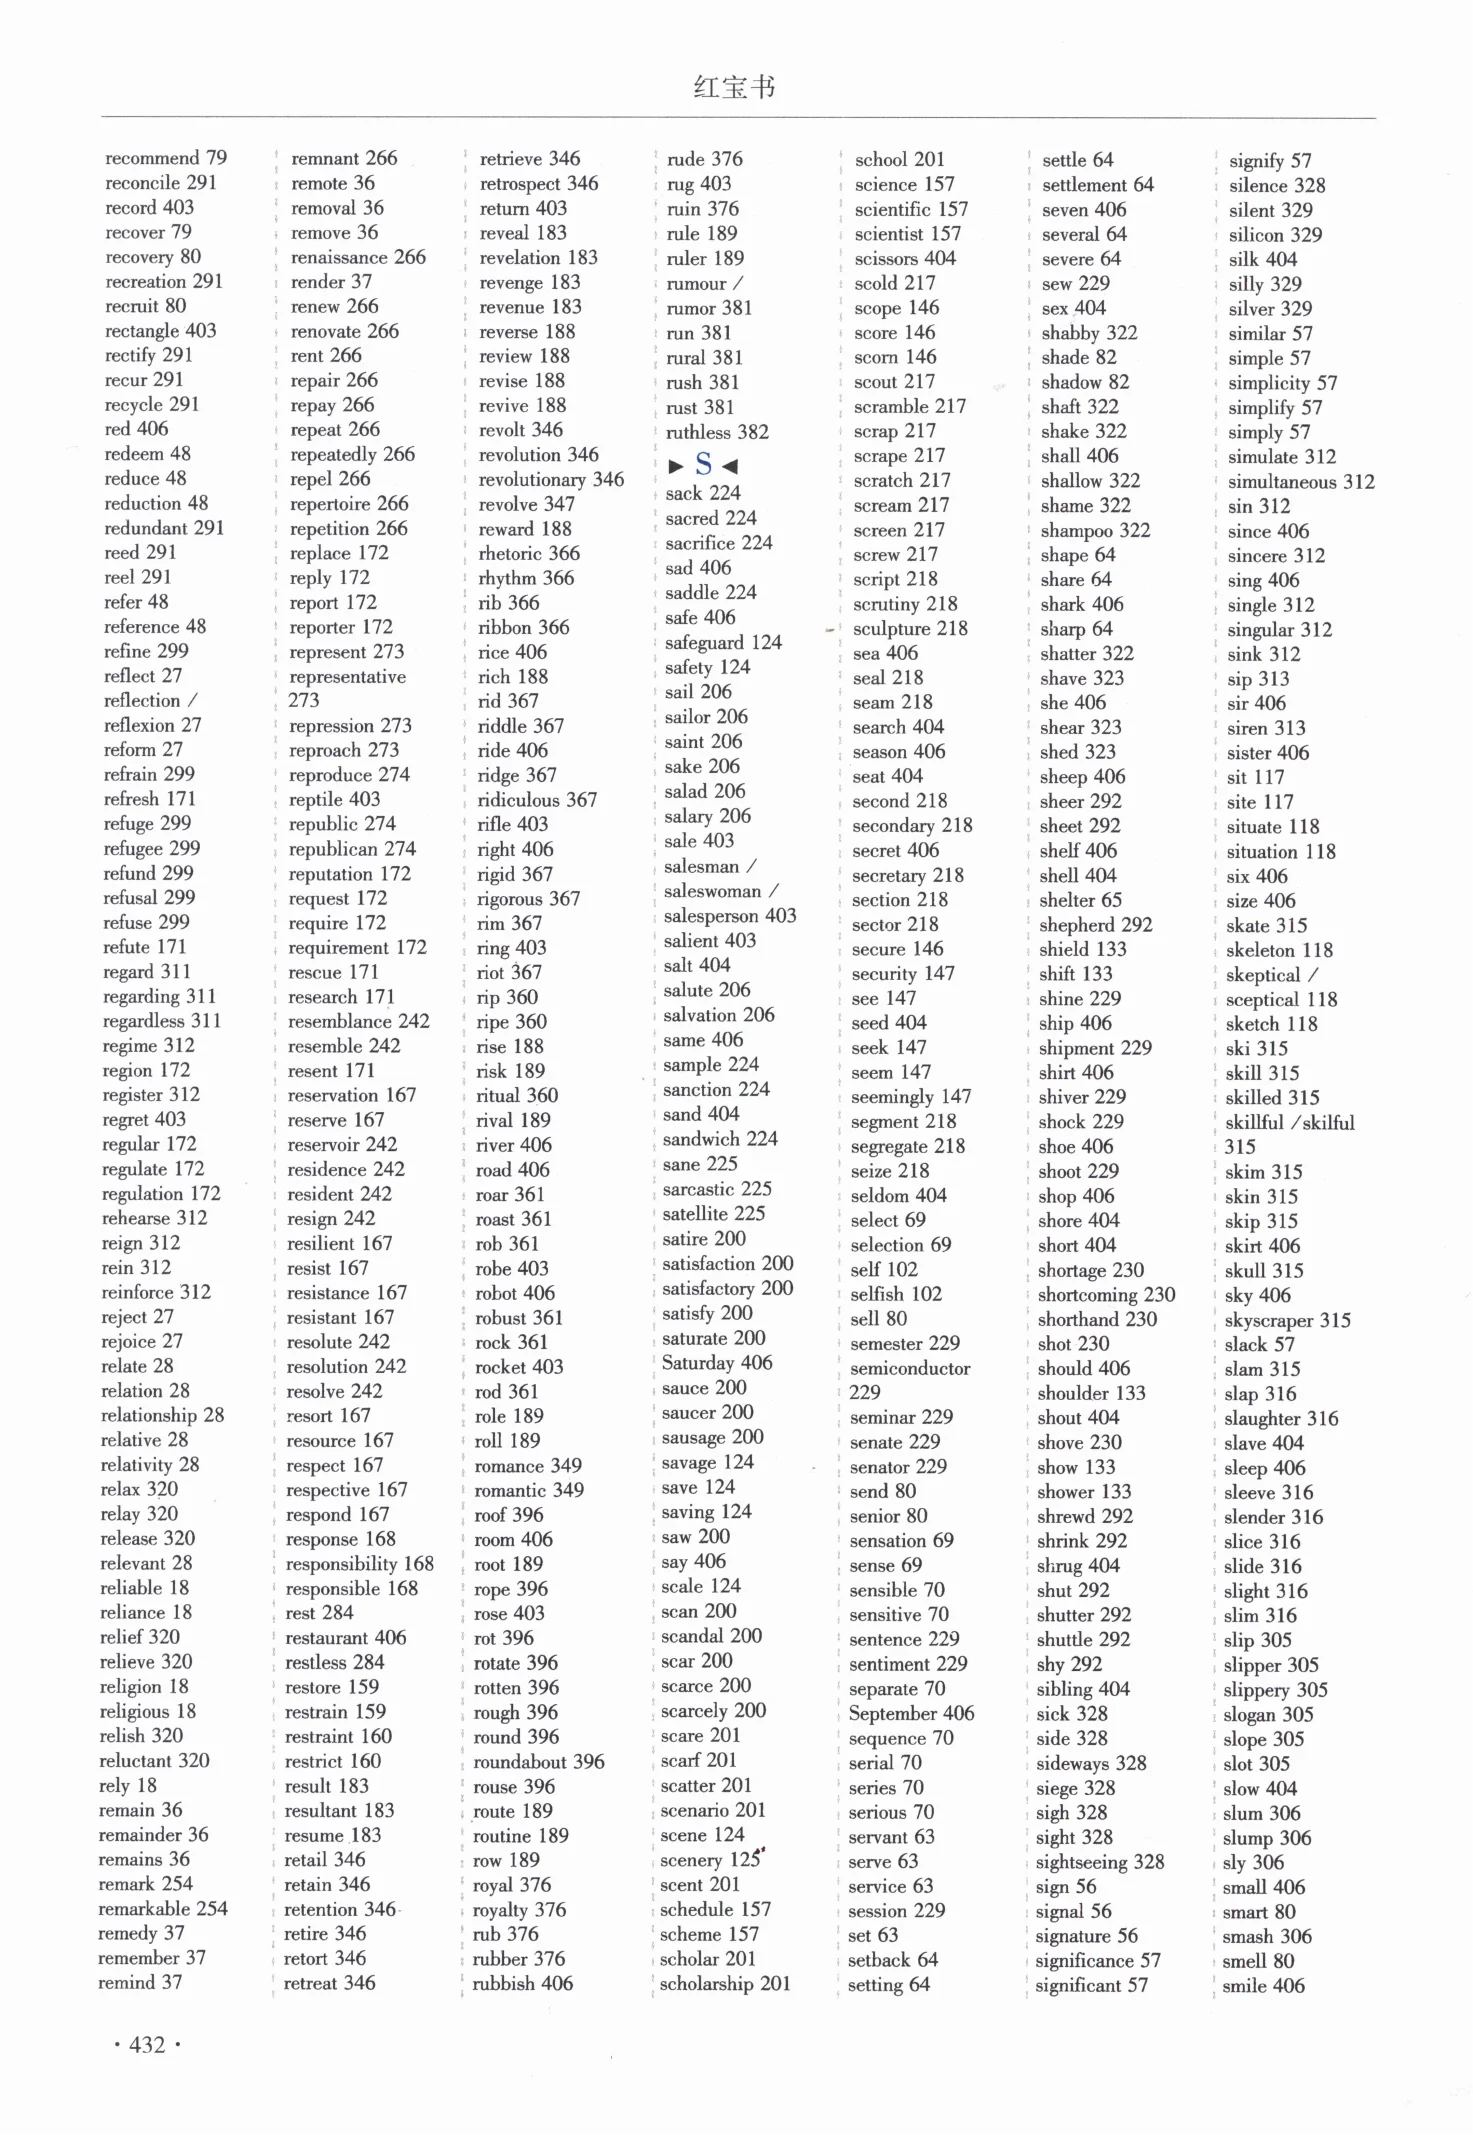 红宝书
recommend 79
reconcile 291
record 403
recover 79
recovery 80
recreation 291
recruit 80
rectangle 403
rectify 291
recur 291
recycle 291
red 406
redeem 48
reduce 48
reduction 48
redundant 291
reed 291
reel 291
refer 48
reference 48
refine 299
reflect 27
reflection /
reflexion 27
reform 27
refrain 299
refresh 171
refuge 299
refugee 299
refund 299
refusal 299
refuse 299
refute 171
regard 311
regarding 311
regardless 311
regime 312
region 172
register 312
regret 403
regular 172
regulate 172
regulation 172
rehearse 312
reign 312
rein 312
reinforce 312
reject 27
rejoice 27
relate 28
relation 28
relationship 28
relative 28
relativity 28
relax 320
relay 320
release 320
relevant 28
reliable 18
reliance 18
relief 320
relieve 320
religion 18
religious 18
relish 320
reluctant 320
rely 18
remain 36
remainder 36
remains 36
remark 254
remarkable 254
remedy 37
remember 37
remind 37
remnant 266
remote 36
removal 36
remove 36
renaissance 266
render 37
renew 266
renovate 266
rent 266
repair 266
repay 266
repeat 266
repeatedly 266
repel 266
repertoire 266
repetition 266
replace 172
reply 172
report 172
reporter 172
represent 273
representative
273
repression 273
reproach 273
reproduce 274
reptile 403
republic 274
republican 274
reputation 172
request 172
require 172
requirement 172
rescue 171
research 171
resemblance 242
resemble 242
resent 171
reservation 167
reserve 167
reservoir 242
residence 242
resident 242
resign 242
resilient 167
resist 167
resistance 167
resistant 167
resolute 242
resolution 242
resolve 242
resort 167
resource 167
respect 167
respective 167
respond 167
response 168
responsibility 168
responsible 168
rest 284
restaurant 406
restless 284
restore 159
restrain 159
restraint 160
restrict 160
result 183
resultant 183
resume 183
retail 346
retain 346
retention 346
retire 346
retort 346
retreat 346
retrieve 346
retrospect 346
return 403
reveal 183
revelation 183
revenge 183
revenue 183
reverse 188
review 188
revise 188
revive 188
revolt 346
revolution 346
revolutionary 346
revolve 347
reward 188
rhetoric 366
rhythm 366
rib 366
ribbon 366
rice 406
rich 188
rid 367
riddle 367
ride 406
ridge 367
ridiculous 367
rifle 403
right 406
rigid 367
rigorous 367
rim 367
ring 403
riot 367
rip 360
ripe 360
rise 188
risk 189
ritual 360
rival 189
river 406
road 406
roar 361
roast 361
rob 361
robe 403
robot 406
robust 361
rock 361
rocket 403
rod 361
role 189
roll 189
romance 349
romantic 349
roof 396
room 406
root 189
rope 396
rose 403
rot 396
rotate 396
rotten 396
rough 396
round 396
roundabout 396
rouse 396
route 189
routine 189
row 189
royal 376
royalty 376
rub 376
rubber 376
rubbish 406
rude 376
rug 403
ruin 376
rule 189
ruler 189
rumour /
rumor 381
run 381
rural 381
rush 381
rust 381
ruthless 382
► S ◄
sack 224
sacred 224
sacrifice 224
sad 406
saddle 224
safe 406
safeguard 124
safety 124
sail 206
sailor 206
saint 206
sake 206
salad 206
salary 206
sale 403
salesman /
saleswoman /
salesperson 403
salient 403
salt 404
salute 206
salvation 206
same 406
sample 224
sanction 224
sand 404
sandwich 224
sane 225
sarcastic 225
satellite 225
satire 200
satisfaction 200
satisfactory 200
satisfy 200
saturate 200
Saturday 406
sauce 200
saucer 200
sausage 200
savage 124
save 124
saving 124
saw 200
say 406
scale 124
scan 200
scandal 200
scar 200
scarce 200
scarcely 200
scare 201
scarf 201
scatter 201
scenario 201
scene 124
scenery 125
scent 201
schedule 157
scheme 157
scholar 201
scholarship 201
school 201
science 157
scientific 157
scientist 157
scissors 404
scold 217
scope 146
score 146
scorn 146
scout 217
scramble 217
scrap 217
scrape 217
scratch 217
scream 217
screen 217
screw 217
script 218
scrutiny 218
sculpture 218
sea 406
seal 218
seam 218
search 404
season 406
seat 404
second 218
secondary 218
secret 406
secretary 218
section 218
sector 218
secure 146
security 147
see 147
seed 404
seek 147
seem 147
seemingly 147
segment 218
segregate 218
seize 218
seldom 404
select 69
selection 69
self 102
selfish 102
sell 80
semester 229
semiconductor
229
seminar 229
senate 229
senator 229
send 80
senior 80
sensation 69
sense 69
sensible 70
sensitive 70
sentence 229
sentiment 229
separate 70
September 406
sequence 70
serial 70
series 70
serious 70
servant 63
serve 63
service 63
session 229
set 63
setback 64
setting 64
settle 64
settlement 64
seven 406
several 64
severe 64
sew 229
sex 404
shabby 322
shade 82
shadow 82
shaft 322
shake 322
shall 406
shallow 322
shame 322
shampoo 322
shape 64
share 64
shark 406
sharp 64
shatter 322
shave 323
she 406
shear 323
shed 323
sheep 406
sheer 292
sheet 292
shelf 406
shell 404
shelter 65
shepherd 292
shield 133
shift 133
shine 229
ship 406
shipment 229
shirt 406
shiver 229
shock 229
shoe 406
shoot 229
shop 406
shore 404
short 404
shortage 230
shortcoming 230
shorthand 230
shot 230
should 406
shoulder 133
shout 404
shove 230
show 133
shower 133
shrewd 292
shrink 292
shrug 404
shut 292
shutter 292
shuttle 292
shy 292
sibling 404
sick 328
side 328
sideways 328
siege 328
sigh 328
sight 328
sightseeing 328
sign 56
signal 56
signature 56
significance 57
significant 57
signify 57
silence 328
silent 329
silicon 329
silk 404
silly 329
silver 329
similar 57
simple 57
simplicity 57
simplify 57
simply 57
simulate 312
simultaneous 312
sin 312
since 406
sincere 312
sing 406
single 312
singular 312
sink 312
sip 313
sir 406
siren 313
sister 406
sit 117
site 117
situate 118
situation 118
six 406
size 406
skate 315
skeleton 118
skeptical /
sceptical 118
sketch 118
ski 315
skill 315
skilled 315
skillful /skilful
315
skim 315
skin 315
skip 315
skirt 406
skull 315
sky 406
skyscraper 315
slack 57
slam 315
slap 316
slaughter 316
slave 404
sleep 406
sleeve 316
slender 316
slice 316
slide 316
slight 316
slim 316
slip 305
slipper 305
slippery 305
slogan 305
slope 305
slot 305
slow 404
slum 306
slump 306
sly 306
small 406
smart 80
smash 306
smell 80
smile 406
· 432 ·